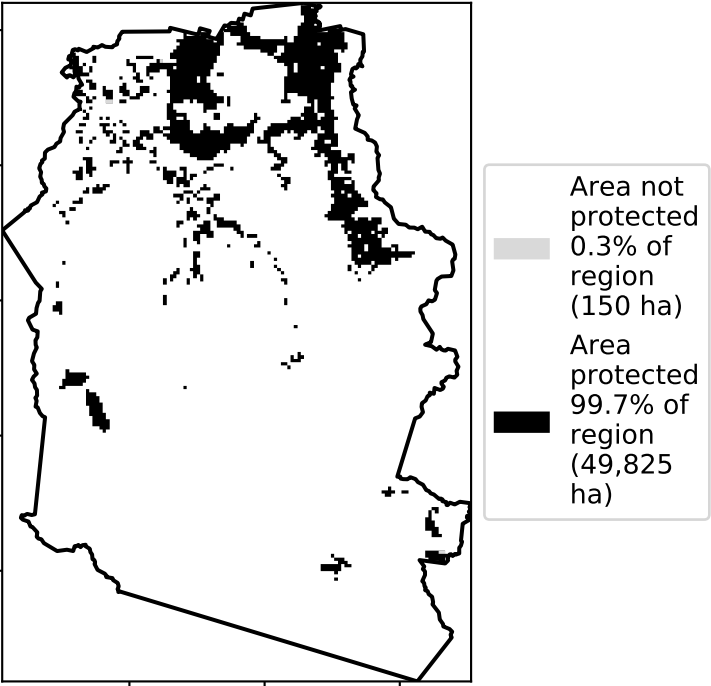 Area not
protected
0.3% of
region
(150 ha)
Area
protected
99.7% of
region
(49,825
ha)